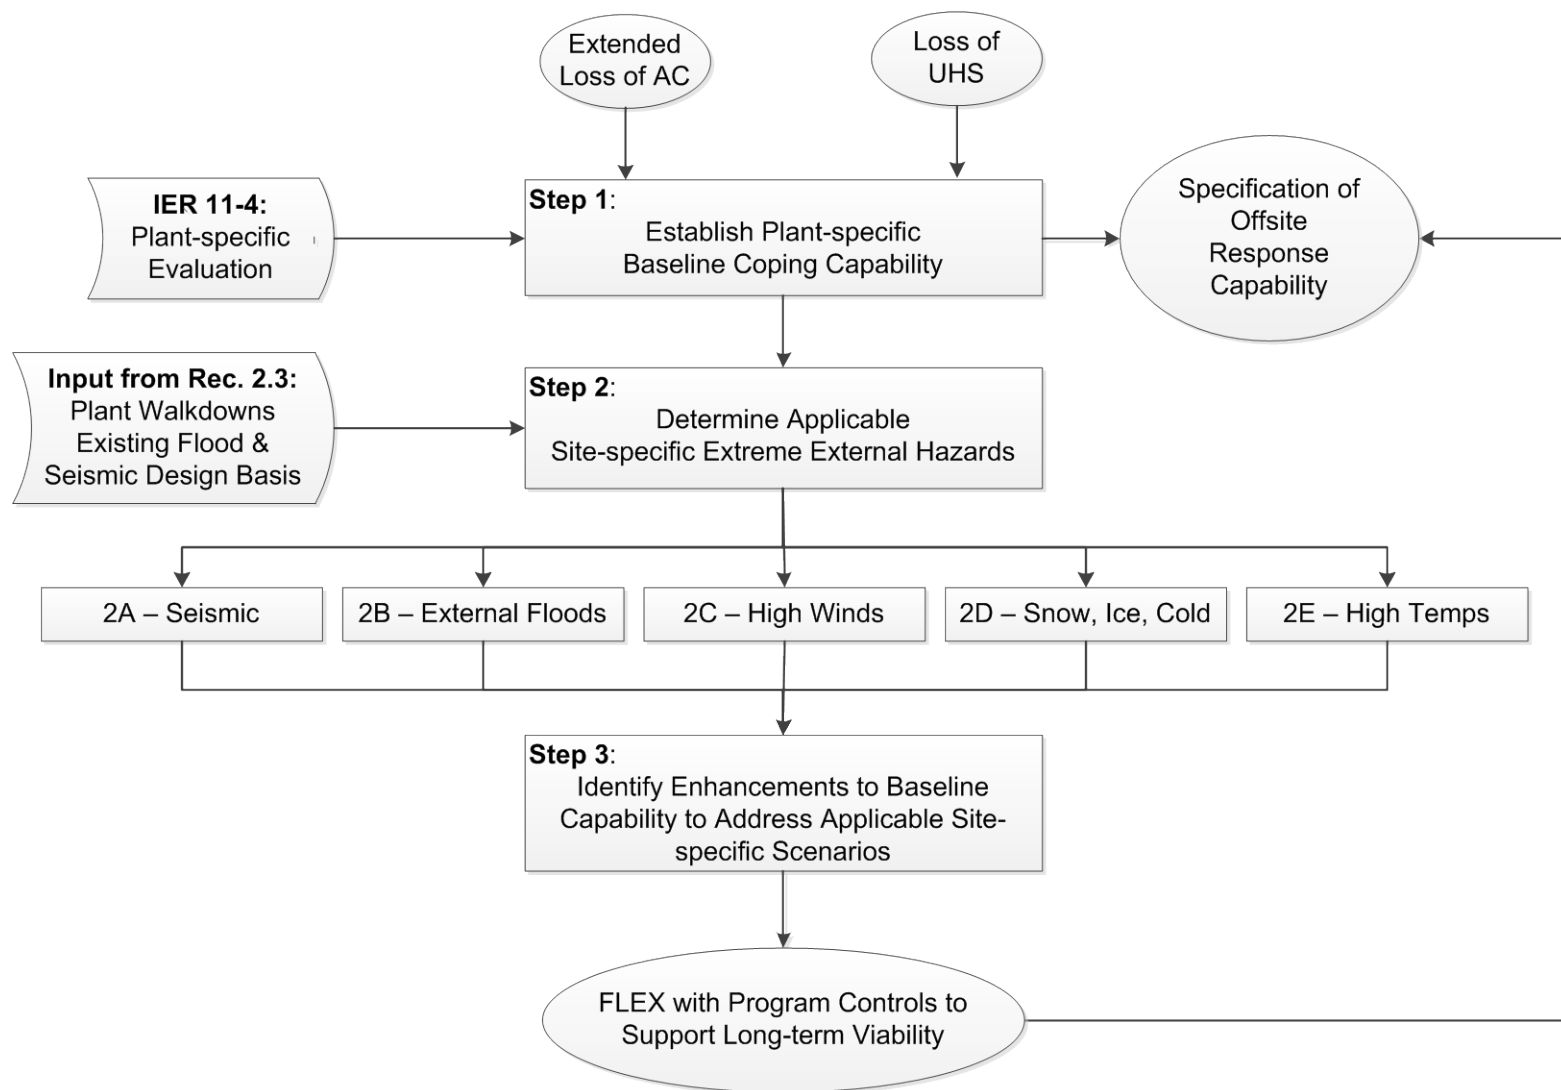 Extended
Loss of AC
Loss of
UHS
IER 11-4:
Plant-specific
Evaluation
Step 1:
Establish Plant-specific
Baseline Coping Capability
Specification of
Offsite
Response
Capability
Input from Rec. 2.3:
Plant Walkdowns
Existing Flood &
Seismic Design Basis
Step 2:
Determine Applicable
Site-specific Extreme External Hazards
2A – Seismic
2B – External Floods
2C – High Winds
2D – Snow, Ice, Cold
2E – High Temps
Step 3:
Identify Enhancements to Baseline
Capability to Address Applicable Site-
specific Scenarios
FLEX with Program Controls to
Support Long-term Viability